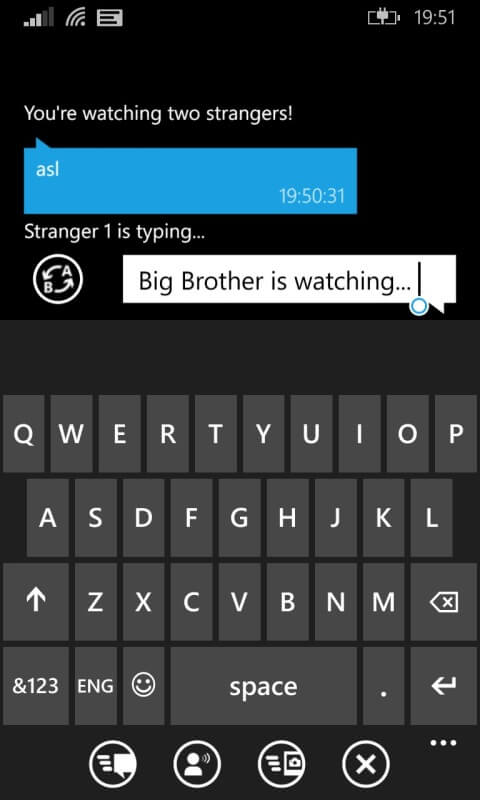 19:51
You're watching two strangers!
asl
19:50:31
Stranger 1 is typing...
A
B
Big Brother is watching...
Q W E R T Y U I O P
A S D F G H J K L
Z X C V B N M
&123 ENG space .
...